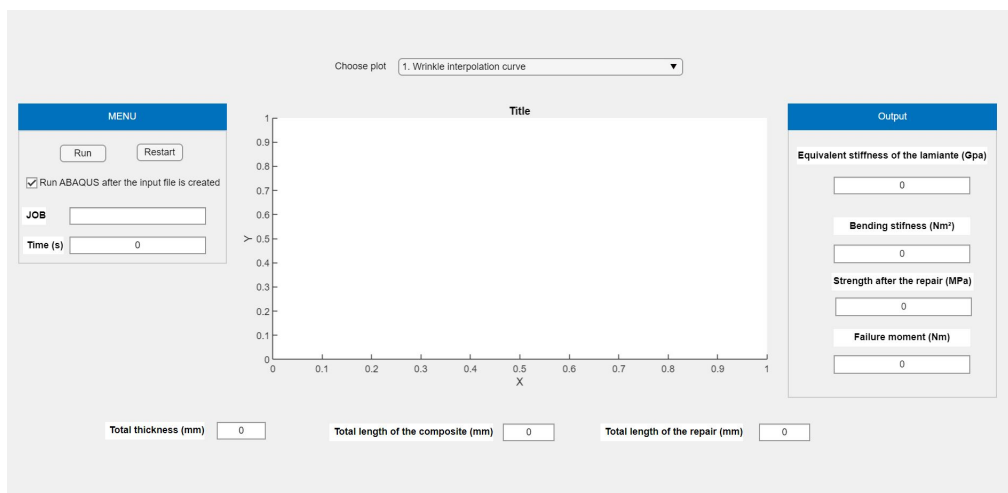 Choose plot 1. Wrinkle interpolation curve
MENU
Run Restart
Run ABAQUS after the input file is created
JOB
Time (s) 0
Title
1
0.9
0.8
0.7
0.6
0.5
0.4
0.3
0.2
0.1
0
Y
0 0.1 0.2 0.3 0.4 0.5 0.6 0.7 0.8 0.9 1
X
Output
Equivalent stiffness of the lamiante (Gpa)
0
Bending stifness (Nm²)
0
Strength after the repair (MPa)
0
Failure moment (Nm)
0
Total thickness (mm) 0 Total length of the composite (mm) 0 Total length of the repair (mm) 0